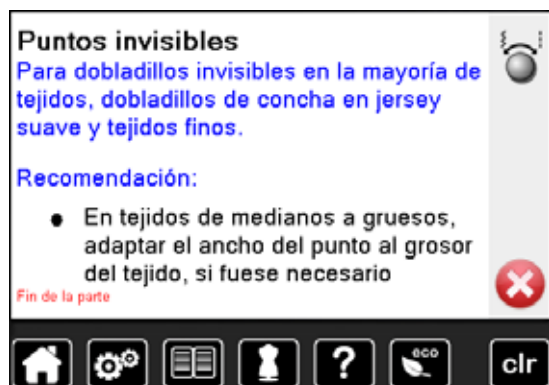 Puntos invisibles
Para dobladillos invisibles en la mayoría de
tejidos, dobladillos de concha en jersey
suave y tejidos finos.
Recomendación:
● En tejidos de medianos a gruesos,
adaptar el ancho del punto al grosor
del tejido, si fuese necesario
Fin de la parte
? eco clr